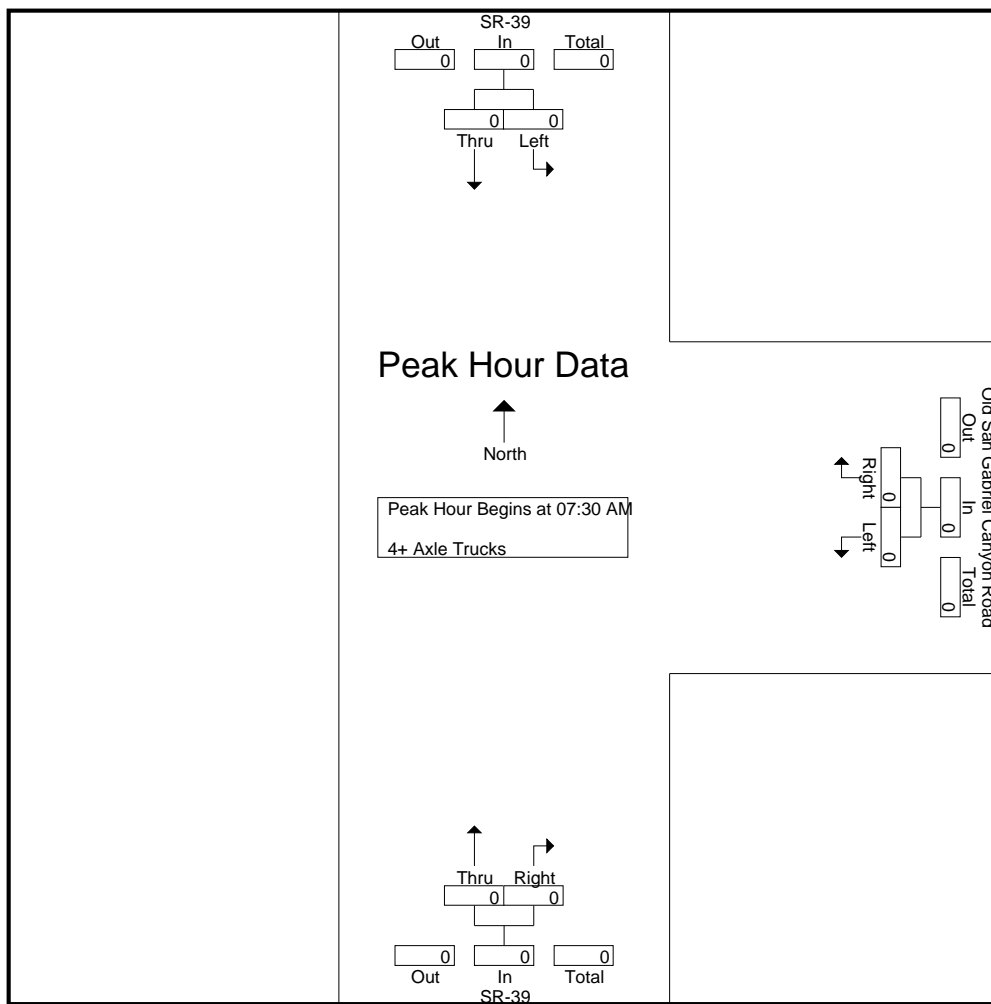 SR-39
Out In Total
0 0 0
0 0
Thru Left
Peak Hour Data
North
Peak Hour Begins at 07:30 AM
4+ Axle Trucks
Old San Gabriel Canyon Road
Out In Total
0 0 0
Right Left
0 0
Thru Right
0 0
0 0 0
Out In Total
SR-39